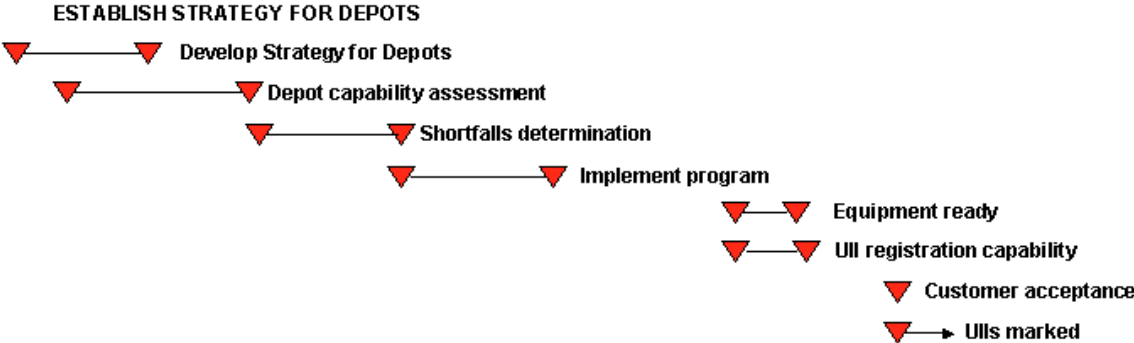 ESTABLISH STRATEGY FOR DEPOTS
Develop Strategy for Depots
Depot capability assessment
Shortfalls determination
Implement program
Equipment ready
UII registration capability
Customer acceptance
UIIs marked